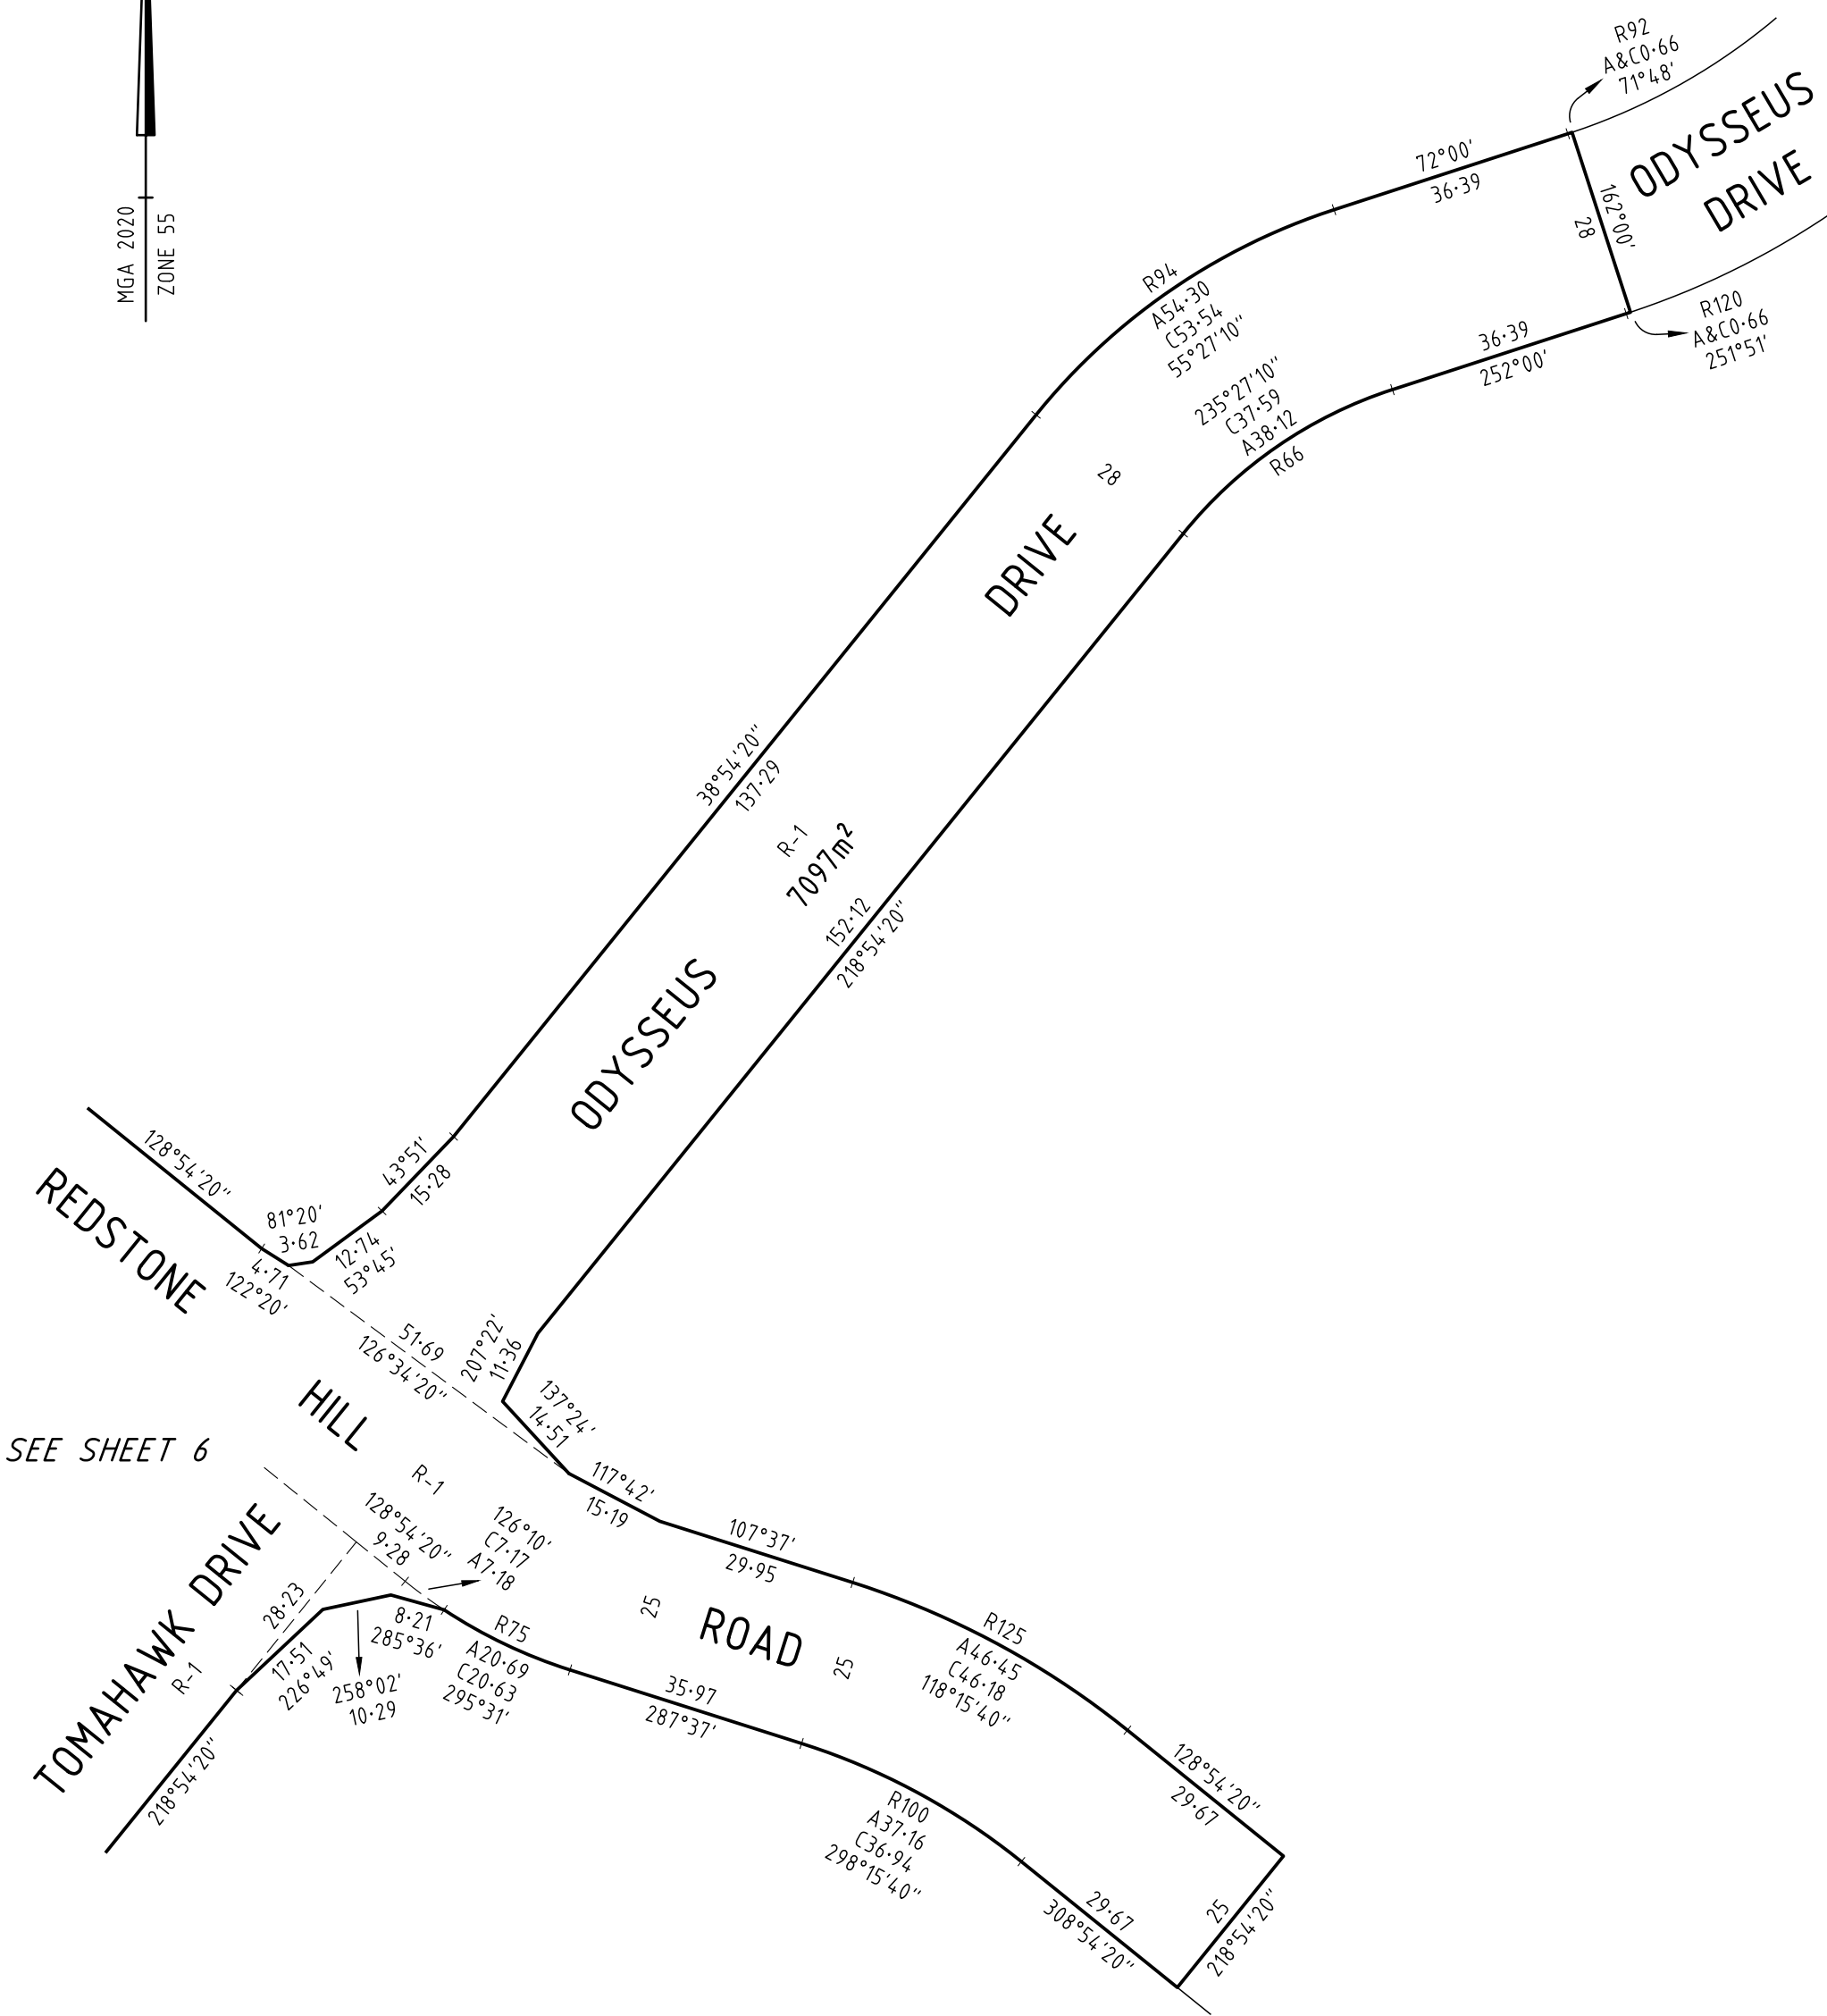 R92
A&C0·66
71°48'
ODYSSEUS
DRIVE
72°00'
36·39
162°00'
28
MGA 2020
ZONE 55
R94
A54·30
C53·54
55°27'10"
R120
A&C0·66
251°51'
36·39
252°00'
235°27'10"
C37·59
A38·12
R66
28
DRIVE
38°54'20"
137·29
R-1
7097m²
152·12
218°54'20"
ODYSSEUS
128°54'20"
43°51'
15·28
REDSTONE
81°20'
3·62
12·74
53°45'
4·71
122°20'
51·69
126°34'20"
207°22'
11·36
137°24'
14·51
HILL
SEE SHEET 6
R-1
117°42'
15·19
128°54'20"
9·28
126°10'
C7·17
A7·18
107°37'
29·95
TOMAHAWK DRIVE
R-1
28·23
25
ROAD
25
8·21
285°36'
R75
A20·69
C20·63
295°31'
R125
A46·45
C46·18
118°15'40"
17·51
226°49'
258°02'
10·29
35·97
287°37'
218°54'20"
128°54'20"
29·67
R100
A37·16
C36·94
298°15'40"
29·67
308°54'20"
25
218°54'20"